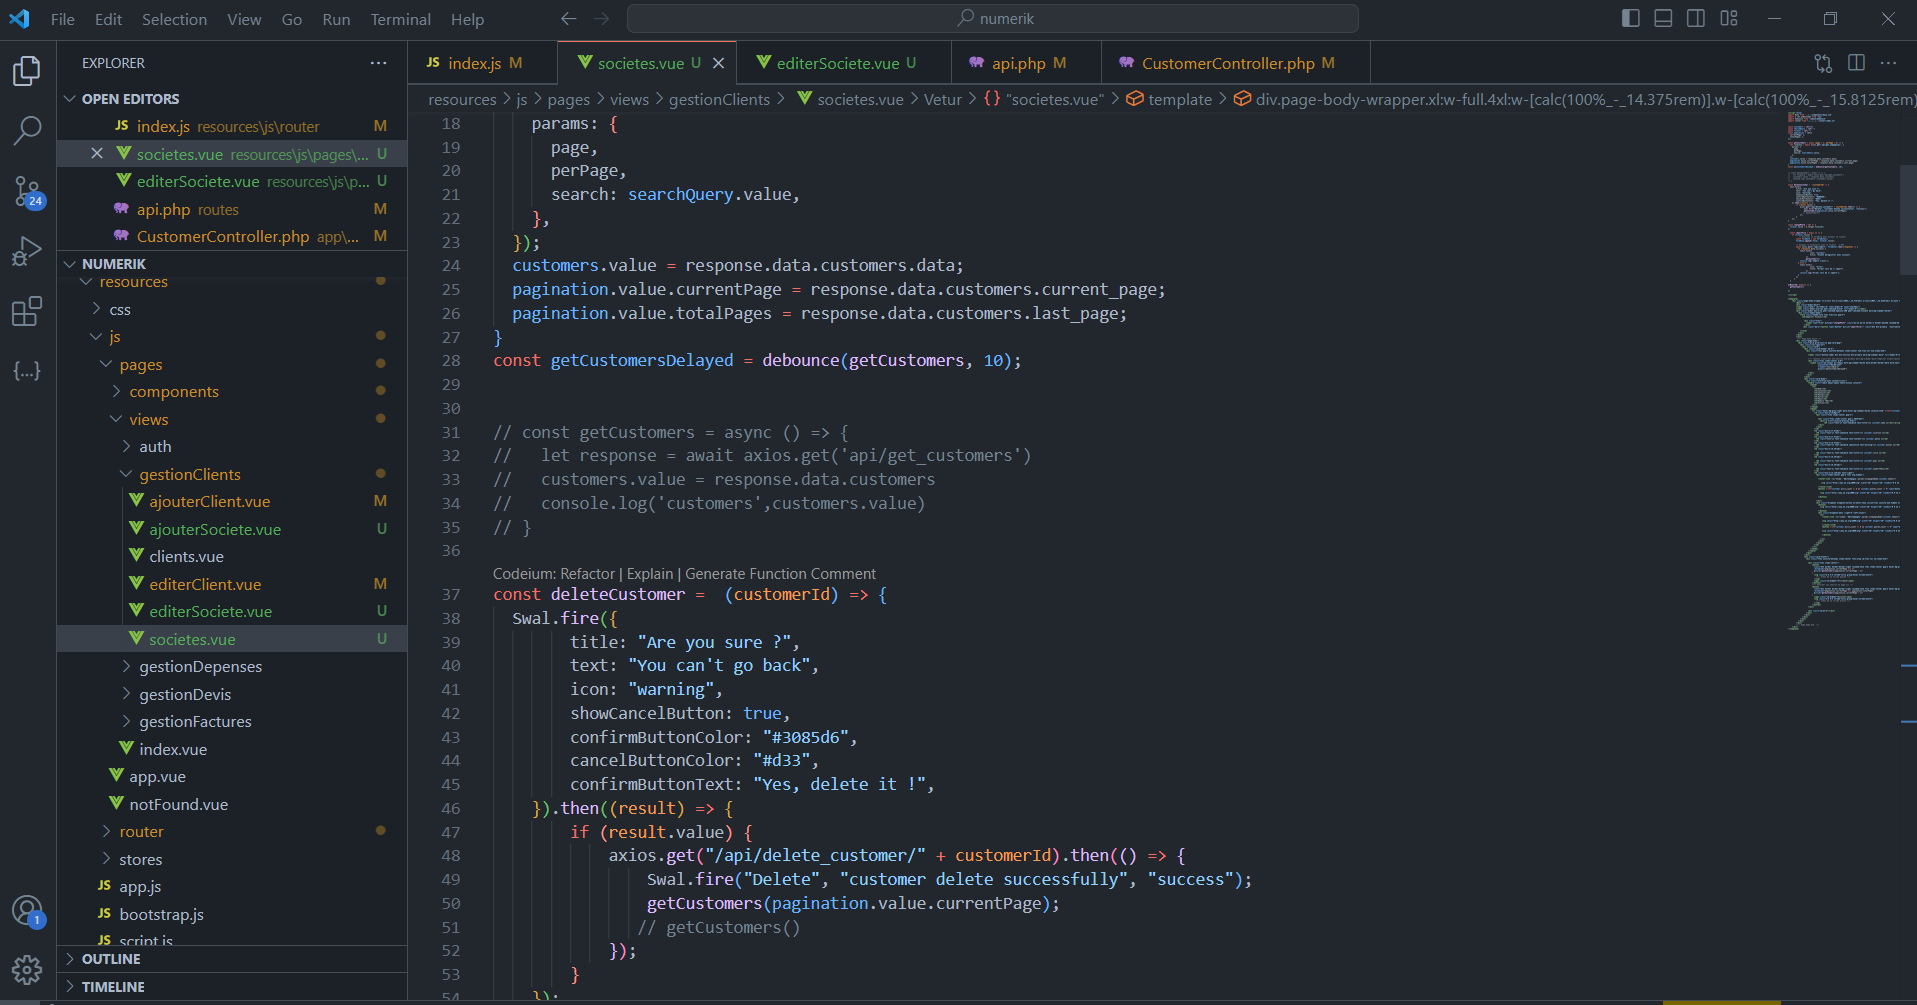 File Edit Selection View Go Run Terminal Help
numerik
EXPLORER
OPEN EDITORS
JS index.js resources\js\router M
societes.vue resources\js\pages\... U
editerSociete.vue resources\js\p... U
api.php routes M
CustomerController.php app\... M
NUMERIK
resources
css
js
pages
components
views
auth
gestionClients
ajouterClient.vue M
ajouterSociete.vue U
clients.vue
editerClient.vue M
editerSociete.vue U
societes.vue U
gestionDepenses
gestionDevis
gestionFactures
index.vue
app.vue
notFound.vue
router
stores
JS app.js
JS bootstrap.js
JS script.js
OUTLINE
TIMELINE
24
1
JS index.js M
societes.vue U
editerSociete.vue U
api.php M
CustomerController.php M
resources > js > pages > views > gestionClients > societes.vue > Vetur > {} "societes.vue" > template > div.page-body-wrapper.xl:w-full.4xl:w-[calc(100%_-_14.375rem)].w-[calc(100%_-_15.8125rem)
18 params: {
19 page,
20 perPage,
21 search: searchQuery.value,
22 },
23 });
24 customers.value = response.data.customers.data;
25 pagination.value.currentPage = response.data.customers.current_page;
26 pagination.value.totalPages = response.data.customers.last_page;
27 }
28 const getCustomersDelayed = debounce(getCustomers, 10);
29
30
31 // const getCustomers = async () => {
32 //   let response = await axios.get('api/get_customers')
33 //   customers.value = response.data.customers
34 //   console.log('customers',customers.value)
35 // }
36
Codeium: Refactor | Explain | Generate Function Comment
37 const deleteCustomer =  (customerId) => {
38 Swal.fire({
39 title: "Are you sure ?",
40 text: "You can't go back",
41 icon: "warning",
42 showCancelButton: true,
43 confirmButtonColor: "#3085d6",
44 cancelButtonColor: "#d33",
45 confirmButtonText: "Yes, delete it !",
46 }).then((result) => {
47 if (result.value) {
48 axios.get("/api/delete_customer/" + customerId).then(() => {
49 Swal.fire("Delete", "customer delete successfully", "success");
50 getCustomers(pagination.value.currentPage);
51 // getCustomers()
52 });
53 }
54 });